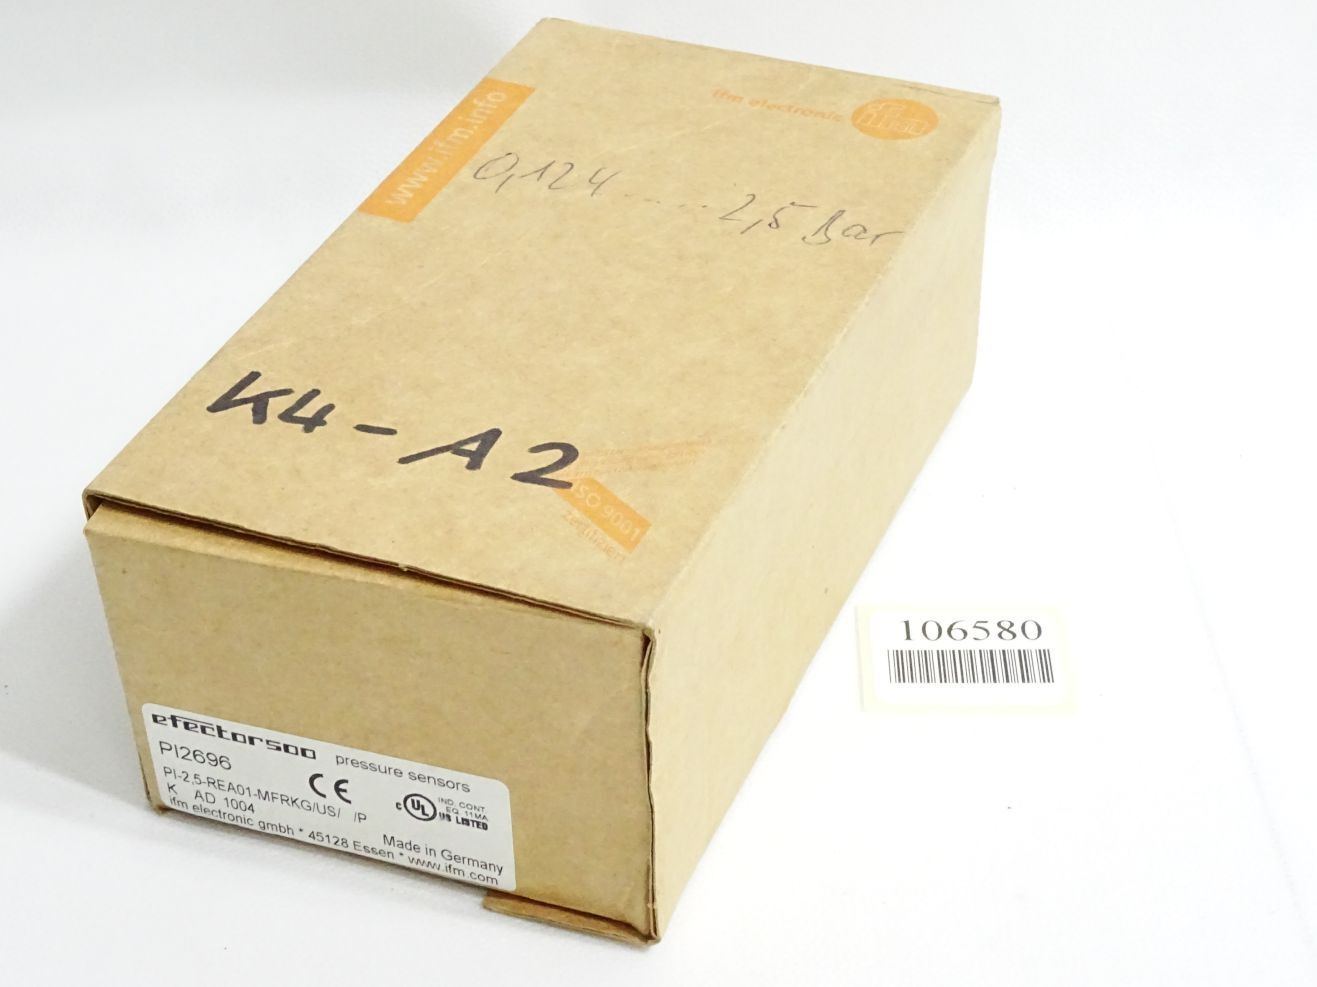 ifm electronic
www.ifm.info
0,124.....2,5 Bar
K4-A2
ISO 9001
zertifiziert
106580
efector500 pressure sensors
PI2696
PI-2,5-REA01-MFRKG/US/ /P
K AD 1004
CE
c UL US LISTED
IND. CONT.
EQ. 11MA
Made in Germany
ifm electronic gmbh * 45128 Essen * www.ifm.com